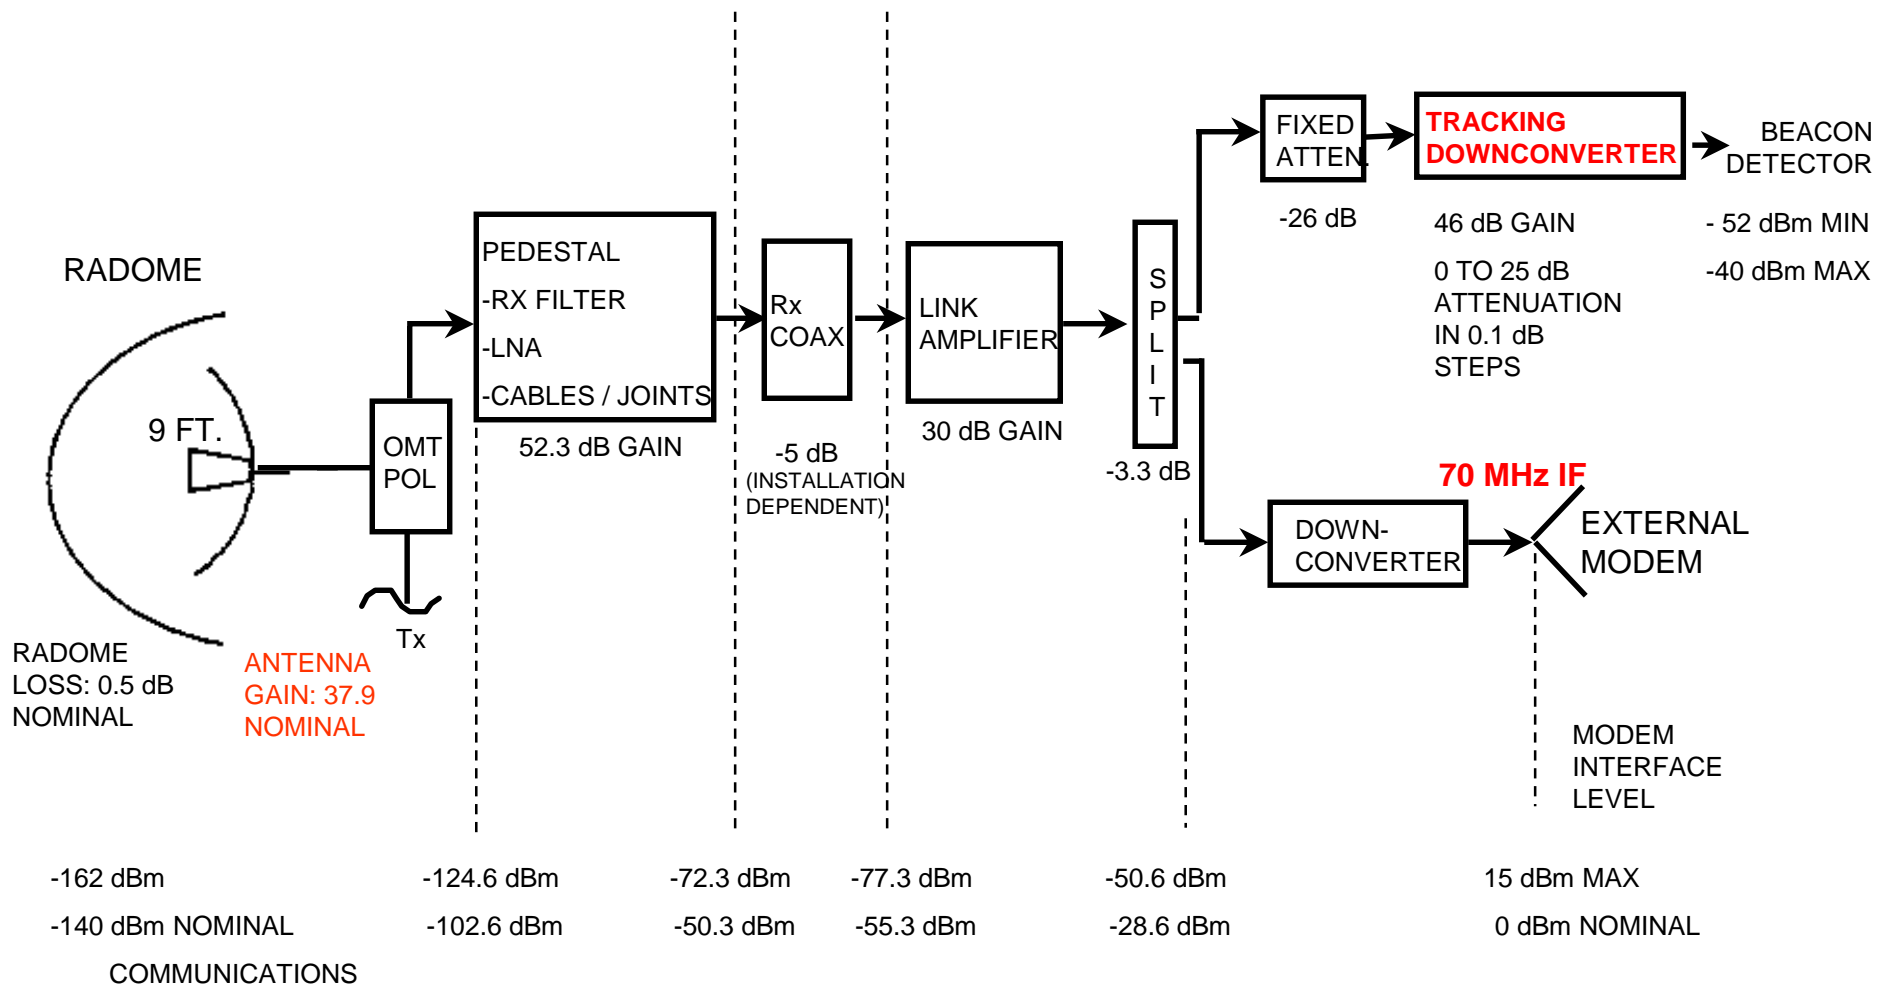 FIXED
ATTEN.
TRACKING
DOWNCONVERTER
BEACON
DETECTOR
-26 dB
46 dB GAIN
0 TO 25 dB
ATTENUATION
IN 0.1 dB
STEPS
- 52 dBm MIN
-40 dBm MAX
RADOME
9 FT.
OMT
POL
Tx
PEDESTAL
-RX FILTER
-LNA
-CABLES / JOINTS
52.3 dB GAIN
Rx
COAX
-5 dB
(INSTALLATION
DEPENDENT)
LINK
AMPLIFIER
30 dB GAIN
S
P
L
I
T
-3.3 dB
70 MHz IF
DOWN-
CONVERTER
EXTERNAL
MODEM
RADOME
LOSS: 0.5 dB
NOMINAL
ANTENNA
GAIN: 37.9
NOMINAL
MODEM
INTERFACE
LEVEL
-162 dBm -124.6 dBm -72.3 dBm -77.3 dBm -50.6 dBm 15 dBm MAX
-140 dBm NOMINAL -102.6 dBm -50.3 dBm -55.3 dBm -28.6 dBm 0 dBm NOMINAL
COMMUNICATIONS